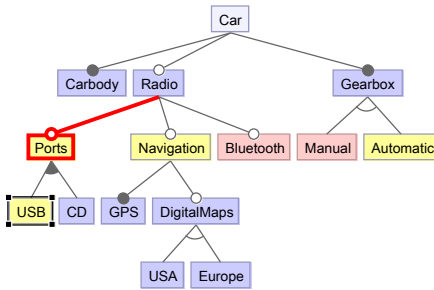 Car
Carbody Radio Gearbox
Ports Navigation Bluetooth Manual Automatic
USB CD GPS DigitalMaps
USA Europe